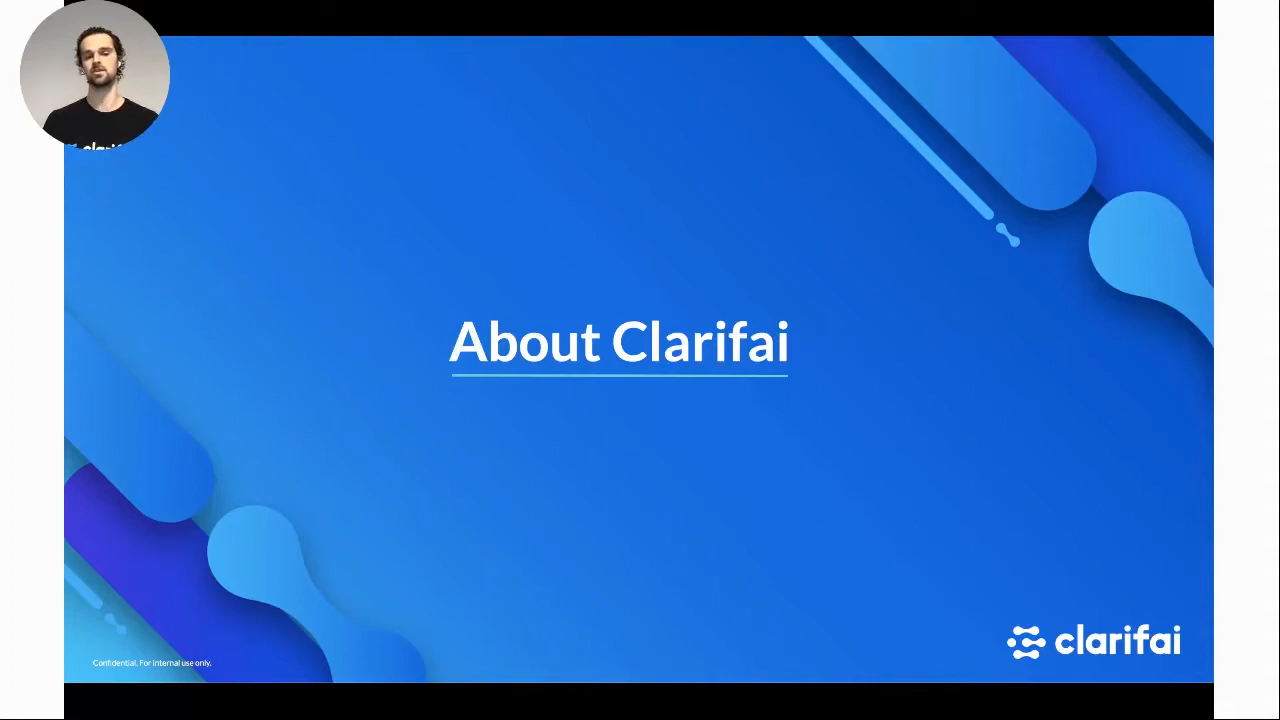 About Clarifai
Confidential. For internal use only.
clarifai